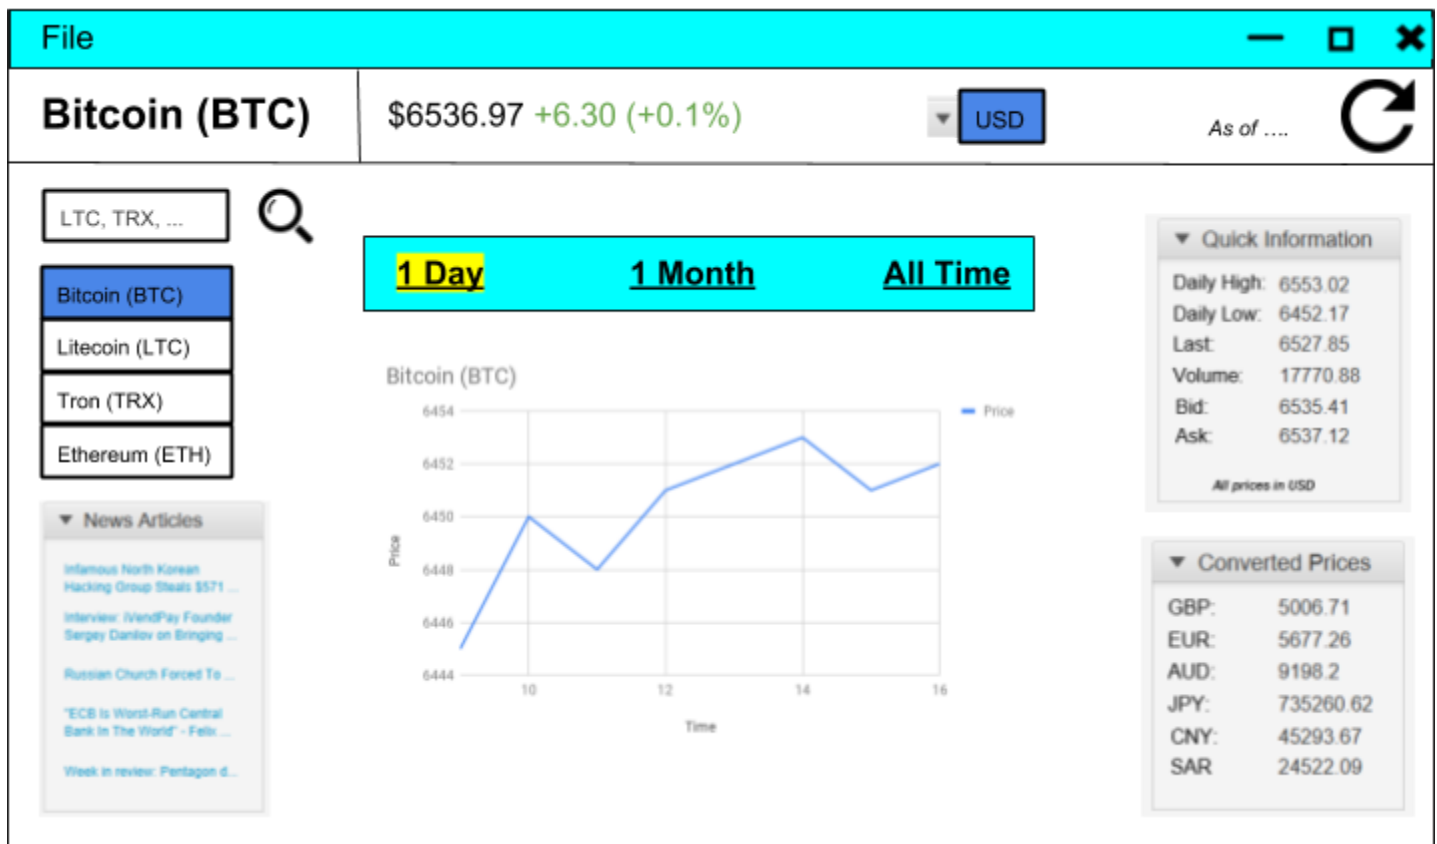 File
Bitcoin (BTC)
$6536.97 +6.30 (+0.1%)
USD
As of ....
LTC, TRX, ...
Bitcoin (BTC)
Litecoin (LTC)
Tron (TRX)
Ethereum (ETH)
News Articles
Infamous North Korean
Hacking Group Steals $571 ...
Interview: iVendPay Founder
Sergey Danilov on Bringing ...
Russian Church Forced To ...
"ECB Is Worst-Run Central
Bank In The World" - Felix ...
Week in review: Pentagon d...
1 Day 1 Month All Time
Bitcoin (BTC)
6454
6452
6450
6448
6446
6444
Price
10 12 14 16
Time
Price
Quick Information
Daily High: 6553.02
Daily Low: 6452.17
Last: 6527.85
Volume: 17770.88
Bid: 6535.41
Ask: 6537.12
All prices in USD
Converted Prices
GBP: 5006.71
EUR: 5677.26
AUD: 9198.2
JPY: 735260.62
CNY: 45293.67
SAR 24522.09